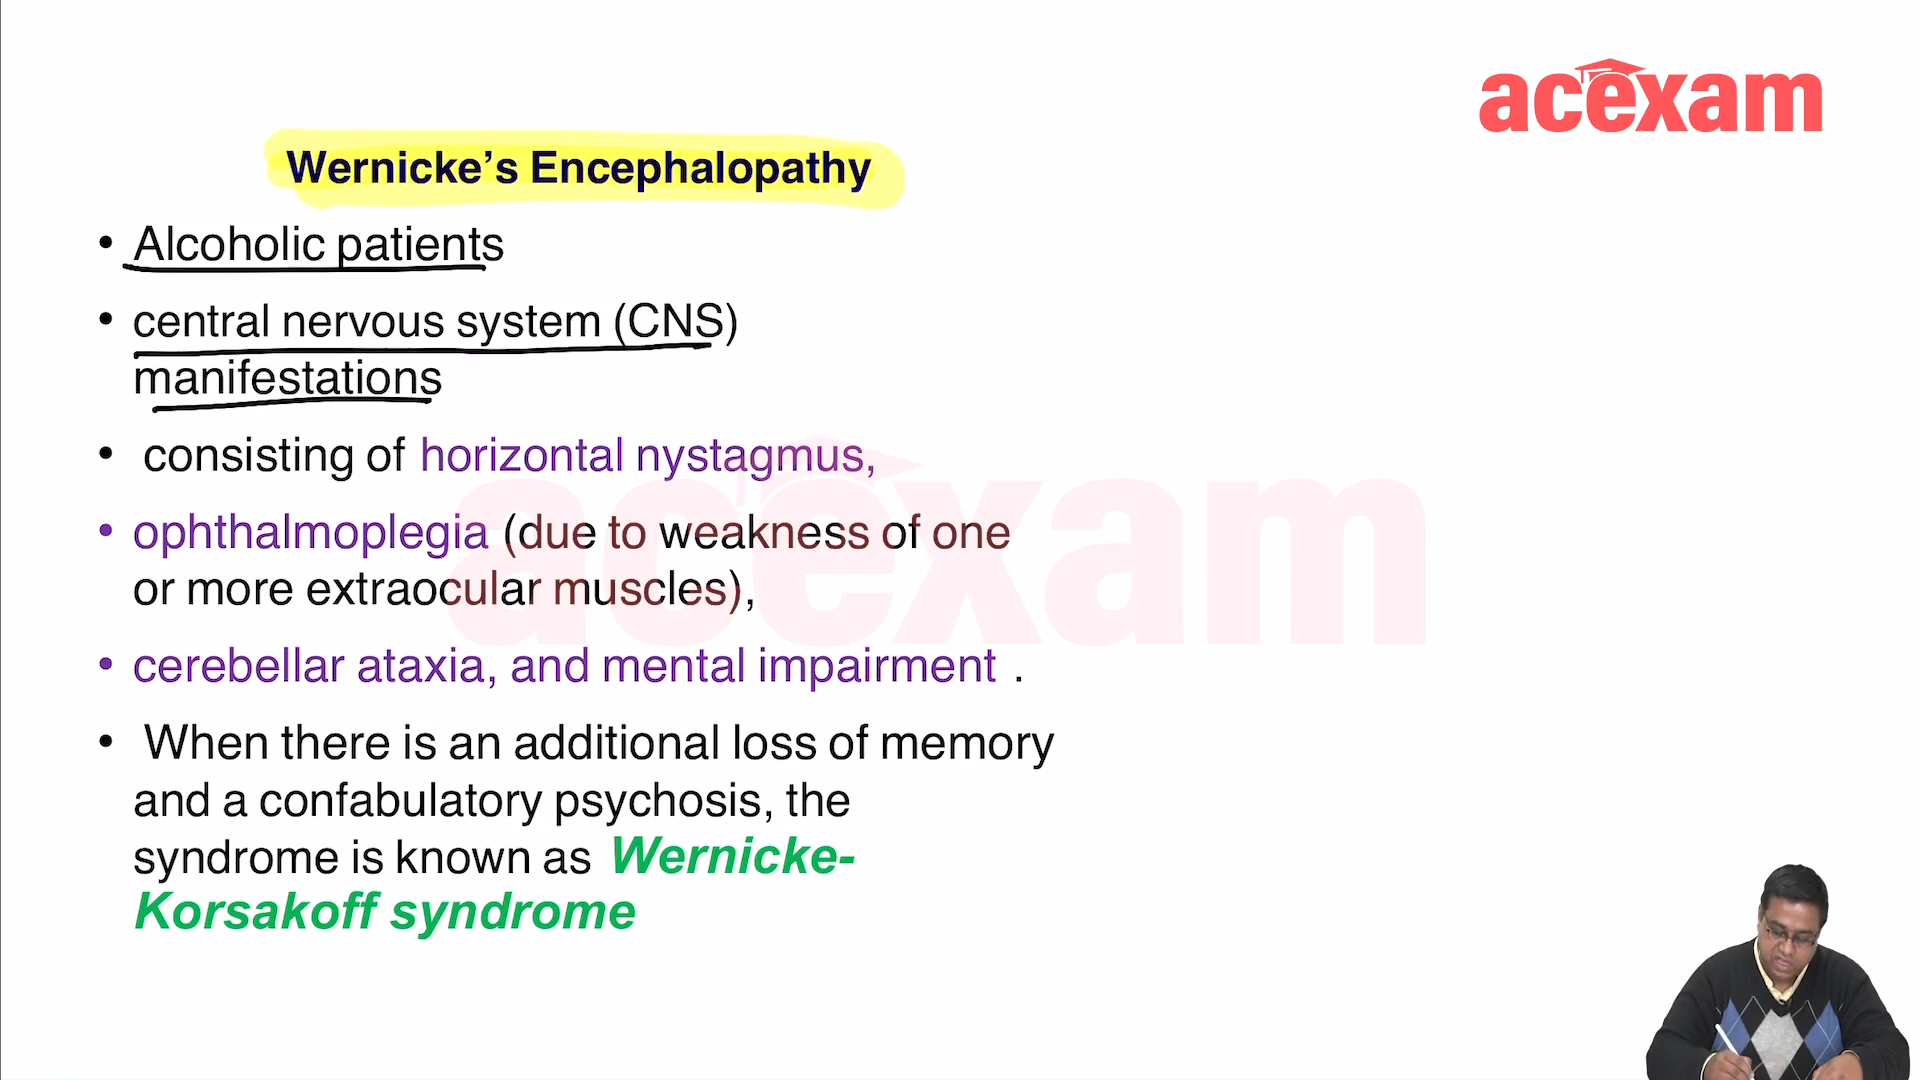 acexam
Wernicke’s Encephalopathy
• Alcoholic patients
• central nervous system (CNS)
manifestations
• consisting of horizontal nystagmus,
• ophthalmoplegia (due to weakness of one
or more extraocular muscles),
• cerebellar ataxia, and mental impairment .
• When there is an additional loss of memory
and a confabulatory psychosis, the
syndrome is known as Wernicke-
Korsakoff syndrome
acexam